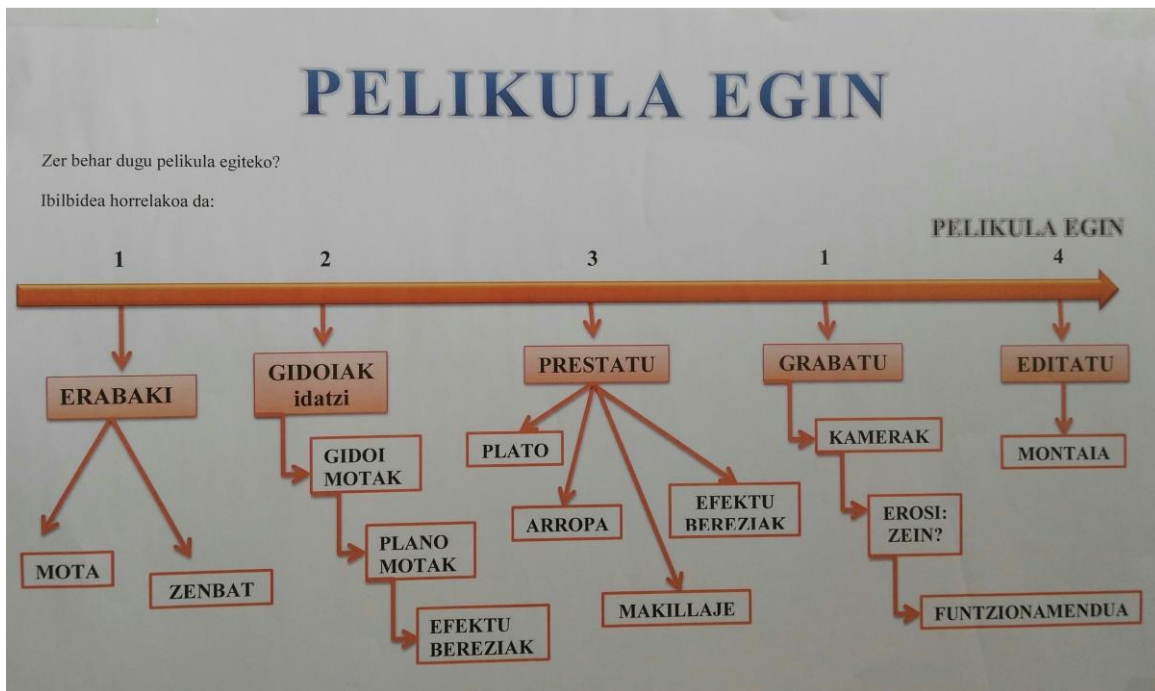 PELIKULA EGIN
Zer behar dugu pelikula egiteko?
Ibilbidea horrelakoa da:
PELIKULA EGIN
1 2 3 1 4
ERABAKI
MOTA
ZENBAT
GIDOIAK
idatzi
GIDOI
MOTAK
PLANO
MOTAK
EFEKTU
BEREZIAK
PRESTATU
PLATO
ARROPA
MAKILLAJE
EFEKTU
BEREZIAK
GRABATU
KAMERAK
EROSI:
ZEIN?
FUNTZIONAMENDUA
EDITATU
MONTAIA